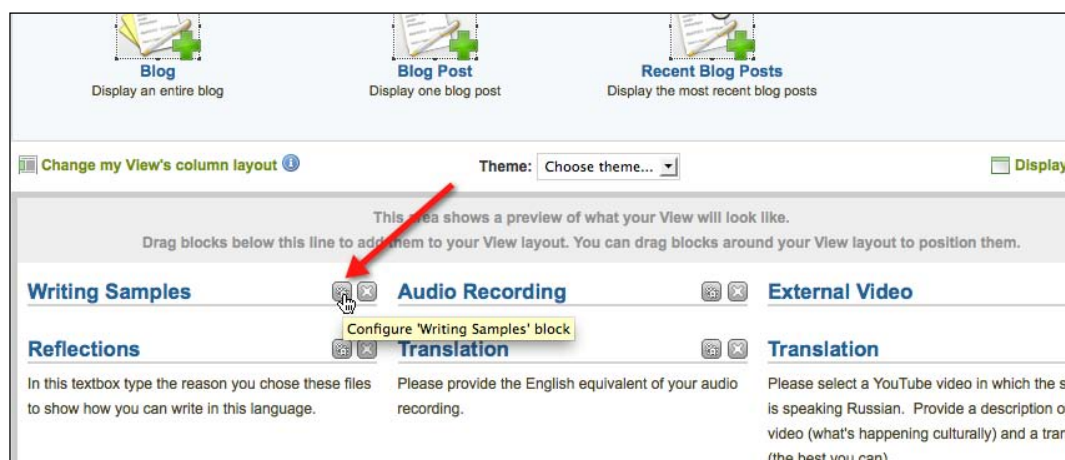 Blog
Display an entire blog
Blog Post
Display one blog post
Recent Blog Posts
Display the most recent blog posts
Change my View's column layout
Theme: Choose theme...
Display
This area shows a preview of what your View will look like.
Drag blocks below this line to add them to your View layout. You can drag blocks around your View layout to position them.
Writing Samples
Audio Recording
External Video
Configure 'Writing Samples' block
Reflections
In this textbox type the reason you chose these files
to show how you can write in this language.
Translation
Please provide the English equivalent of your audio
recording.
Translation
Please select a YouTube video in which the s
is speaking Russian. Provide a description o
video (what's happening culturally) and a tran
(the best you can)